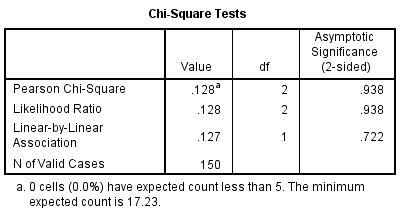 Chi-Square Tests
Value df Asymptotic Significance (2-sided)
Pearson Chi-Square .128a 2 .938
Likelihood Ratio .128 2 .938
Linear-by-Linear Association .127 1 .722
N of Valid Cases 150
a. 0 cells (0.0%) have expected count less than 5. The minimum
expected count is 17.23.